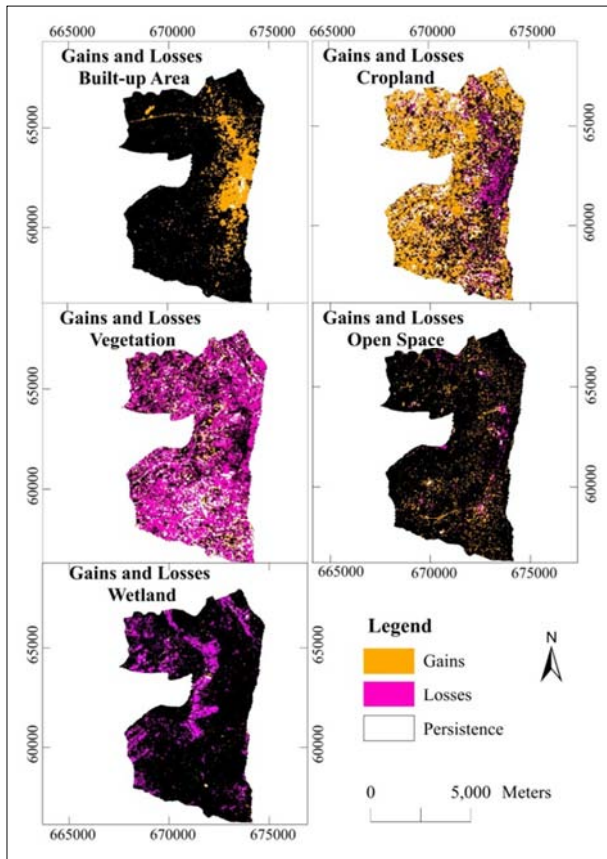 665000 670000 675000 665000 670000 675000
Gains and Losses
Built-up Area
Gains and Losses
Cropland
65000
60000
65000
60000
Gains and Losses
Vegetation
Gains and Losses
Open Space
65000
60000
65000
60000
665000 670000 675000
Gains and Losses
Wetland
65000
60000
Legend
Gains
Losses
Persistence
N
0 5,000 Meters
665000 670000 675000